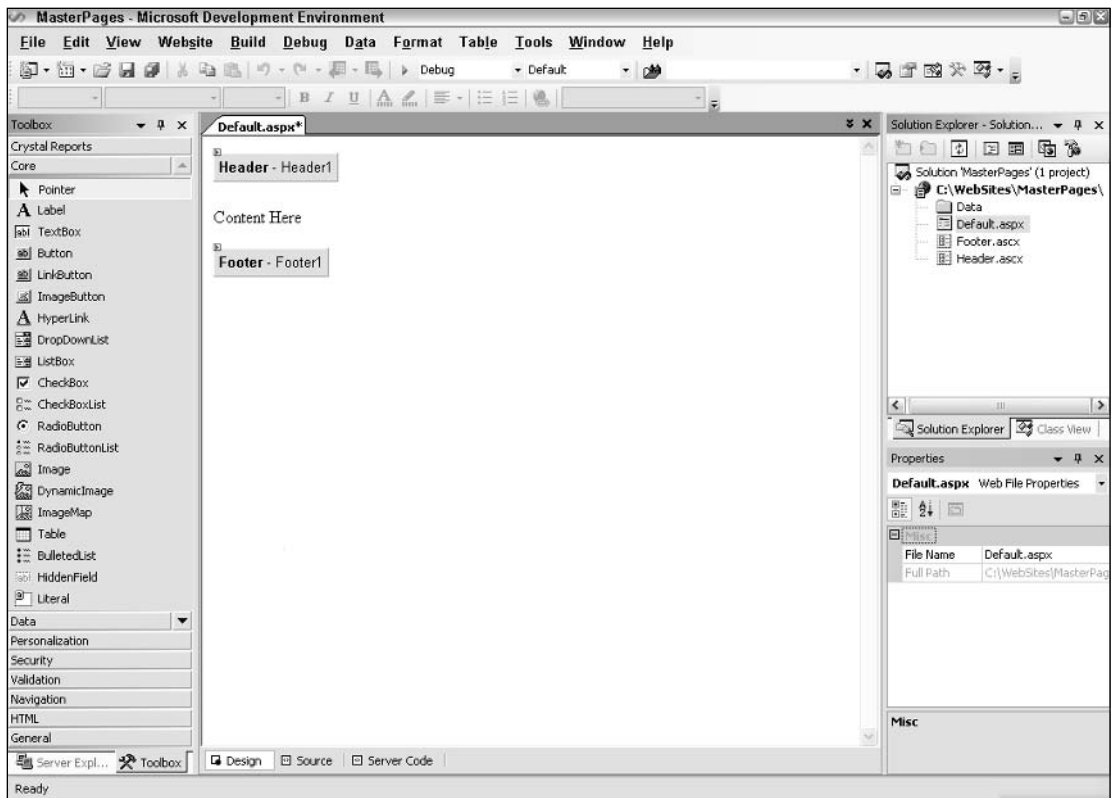 MasterPages - Microsoft Development Environment
File Edit View Website Build Debug Data Format Table Tools Window Help
Debug Default
B I U A
Toolbox
Crystal Reports
Core
Pointer
A Label
abl TextBox
ab Button
ab LinkButton
ImageButton
A HyperLink
DropDownList
ListBox
CheckBox
CheckBoxList
RadioButton
RadioButtonList
Image
DynamicImage
ImageMap
Table
BulletedList
abl HiddenField
Literal
Data
Personalization
Security
Validation
Navigation
HTML
General
Server Expl... Toolbox
Default.aspx*
Header - Header1
Content Here
Footer - Footer1
Design Source Server Code
Solution Explorer - Solution...
Solution 'MasterPages' (1 project)
C:\WebSites\MasterPages\
Data
Default.aspx
Footer.ascx
Header.ascx
Solution Explorer Class View
Properties
Default.aspx Web File Properties
Misc
File Name Default.aspx
Full Path C:\WebSites\MasterPag
Misc
Ready